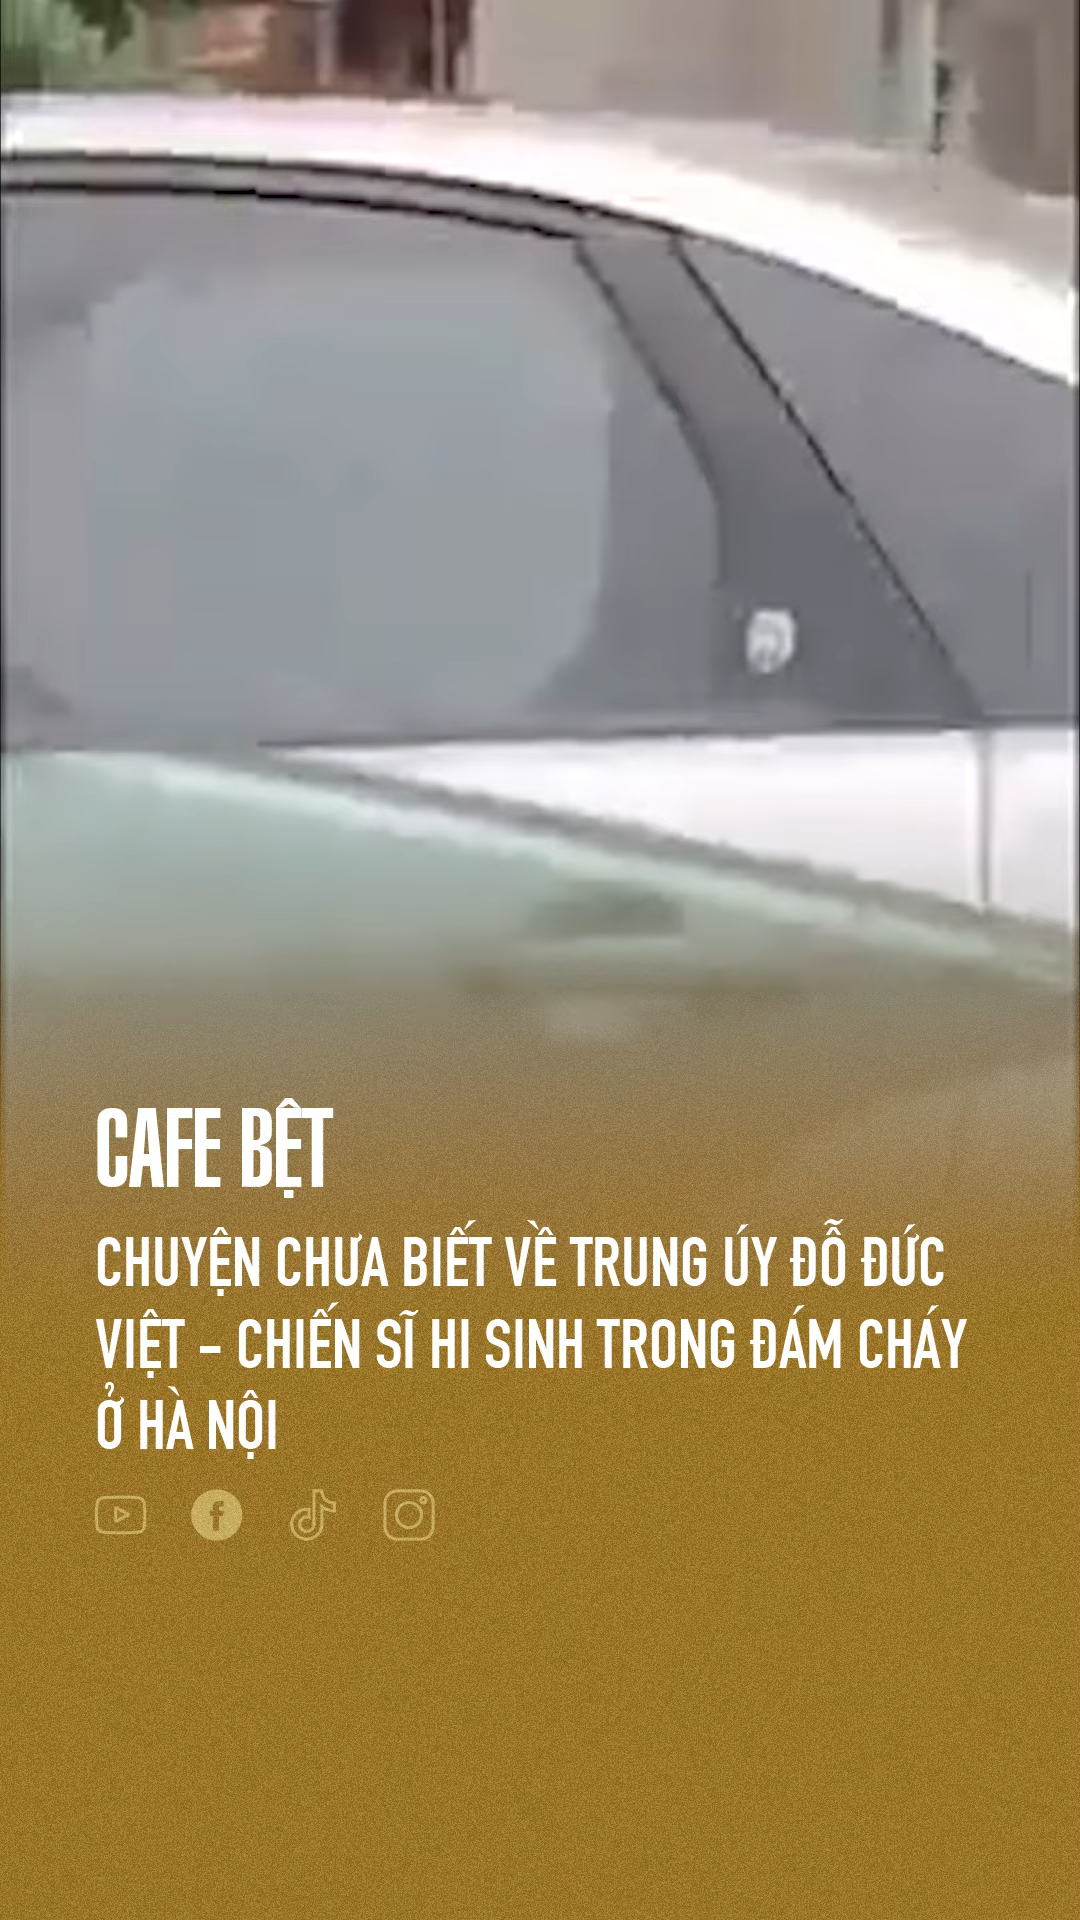 CAFE BỆT
CHUYỆN CHƯA BIẾT VỀ TRUNG ÚY ĐỖ ĐỨC
VIỆT - CHIẾN SĨ HI SINH TRONG ĐÁM CHÁY
Ở HÀ NỘI